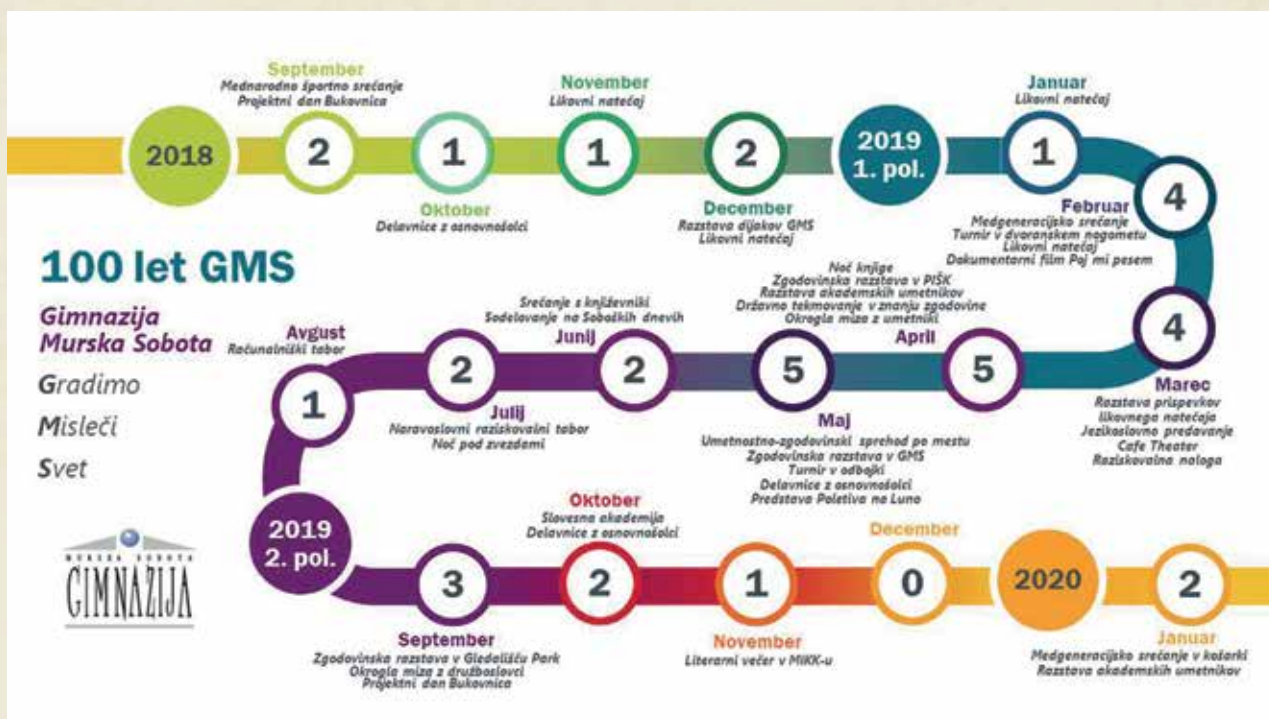 2018
September
Mednarodno športno srečanje
Projektni dan Bukovnica
2
1
Oktober
Delavnice z osnovnošolci
November
Likovni natečaj
1
2
December
Razstava dijakov GMS
Likovni natečaj
2019
1. pol.
Januar
Likovni natečaj
1
4
Februar
Medgeneracijsko srečanje
Turnir v dvoranskem nogometu
Likovni natečaj
Dokumentarni film Poj mi pesem
4
Marec
Razstava prispevkov
likovnega natečaja
Jezikoslovno predavanje
Cafe Theater
Raziskovalna naloga
Noč knjige
Zgodovinska razstava v PIŠK
Razstava akademskih umetnikov
Državno tekmovanje v znanju zgodovine
Okrogla miza z umetniki
April
5
5
Maj
Umetnostno-zgodovinski sprehod po mestu
Zgodovinska razstava v GMS
Turnir v odbojki
Delavnice z osnovnošolci
Predstava Poletiva na Luno
Srečanje s književniki
Sodelovanje na Soboških dnevih
Junij
2
2
Julij
Naravoslovni raziskovalni tabor
Noč pod zvezdami
Avgust
Računalniški tabor
1
100 let GMS
Gimnazija
Murska Sobota
Gradimo
Misleči
Svet
MURSKA SOBOTA
GIMNAZIJA
2019
2. pol.
3
September
Zgodovinska razstava v Gledališču Park
Okrogla miza z družboslovci
Projektni dan Bukovnica
Oktober
Slovesna akademija
Delavnice z osnovnošolci
2
1
November
Literarni večer v MIKK-u
December
0
2020
2
Januar
Medgeneracijsko srečanje v košarki
Razstava akademskih umetnikov